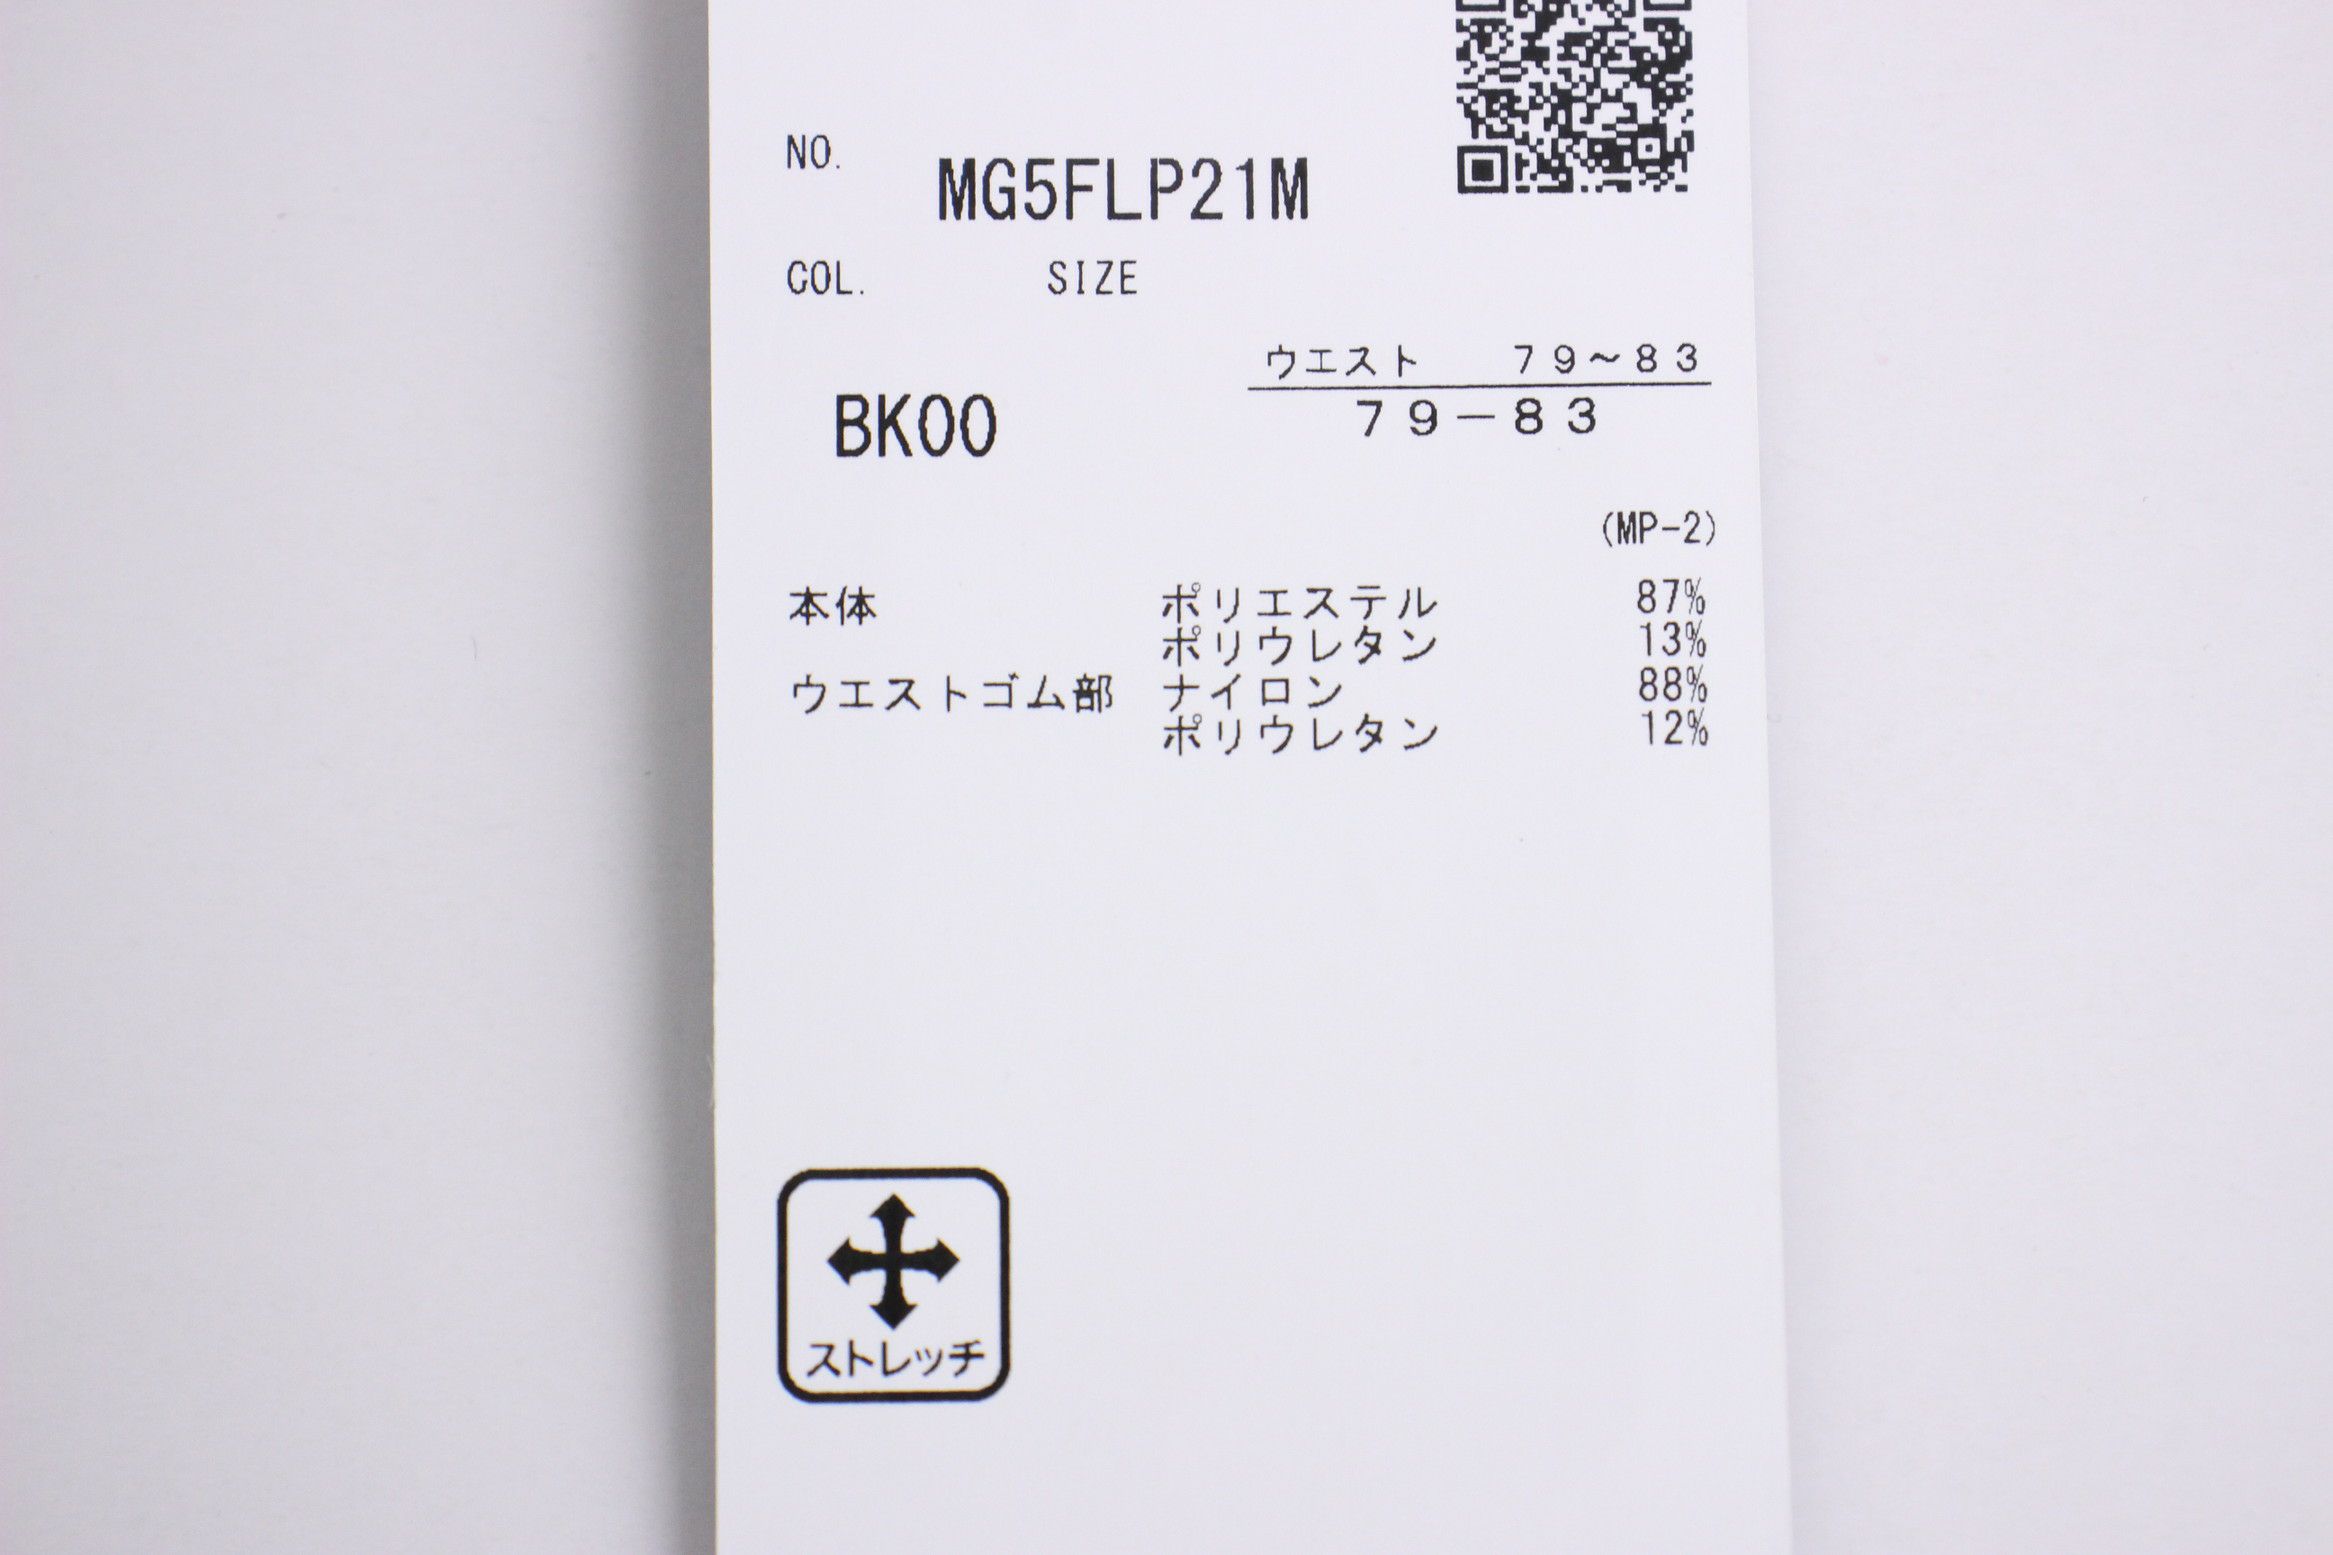 NO.
MG5FLP21M
COL. SIZE
ウエスト 79~83
BK00 79-83
(MP-2)
本体 ポリエステル 87%
ポリウレタン 13%
ウエストゴム部 ナイロン 88%
ポリウレタン 12%
ストレッチ